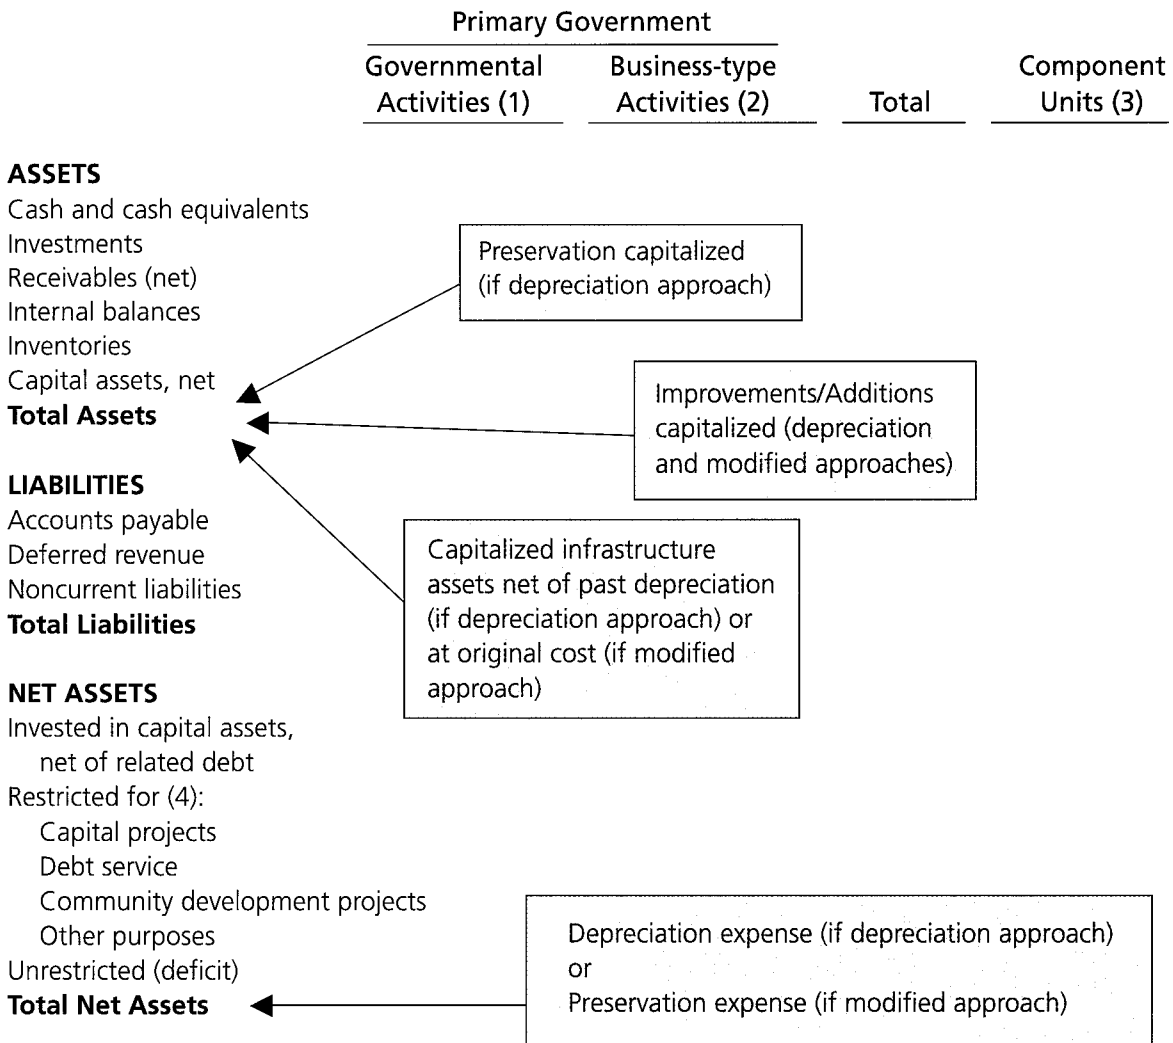 Primary Government
Governmental Activities (1)
Business-type Activities (2)
Total
Component Units (3)
ASSETS
Cash and cash equivalents
Investments
Receivables (net)
Internal balances
Inventories
Capital assets, net
Total Assets
Preservation capitalized
(if depreciation approach)
Improvements/Additions
capitalized (depreciation
and modified approaches)
LIABILITIES
Accounts payable
Deferred revenue
Noncurrent liabilities
Total Liabilities
Capitalized infrastructure
assets net of past depreciation
(if depreciation approach) or
at original cost (if modified
approach)
NET ASSETS
Invested in capital assets,
net of related debt
Restricted for (4):
Capital projects
Debt service
Community development projects
Other purposes
Unrestricted (deficit)
Total Net Assets
Depreciation expense (if depreciation approach)
or
Preservation expense (if modified approach)